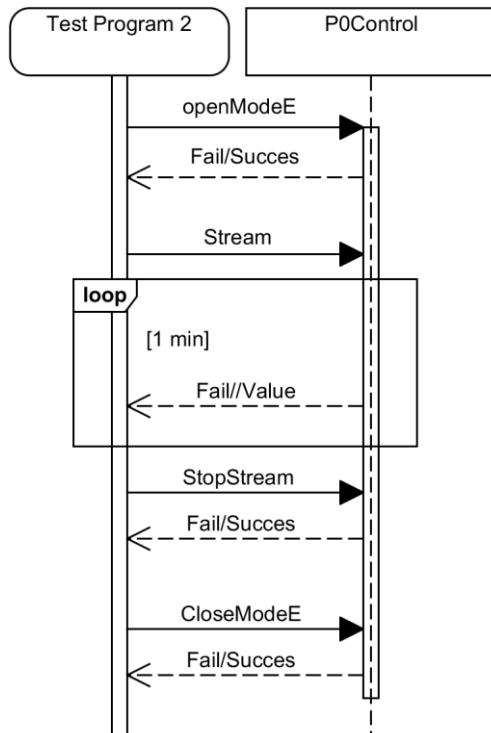 Test Program 2
P0Control
openModeE
Fail/Succes
Stream
loop
[1 min]
Fail//Value
StopStream
Fail/Succes
CloseModeE
Fail/Succes